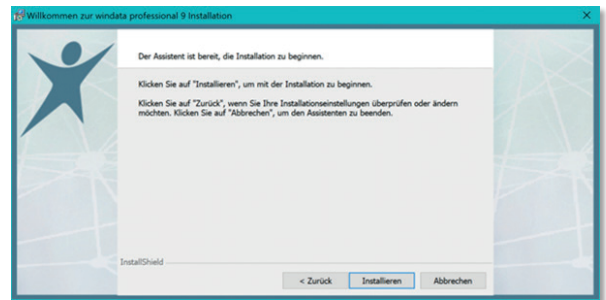 Willkommen zur windata professional 9 Installation
Der Assistent ist bereit, die Installation zu beginnen.
Klicken Sie auf "Installieren", um mit der Installation zu beginnen.
Klicken Sie auf "Zurück", wenn Sie Ihre Installationseinstellungen überprüfen oder ändern
möchten. Klicken Sie auf "Abbrechen", um den Assistenten zu beenden.
InstallShield
< Zurück
Installieren
Abbrechen